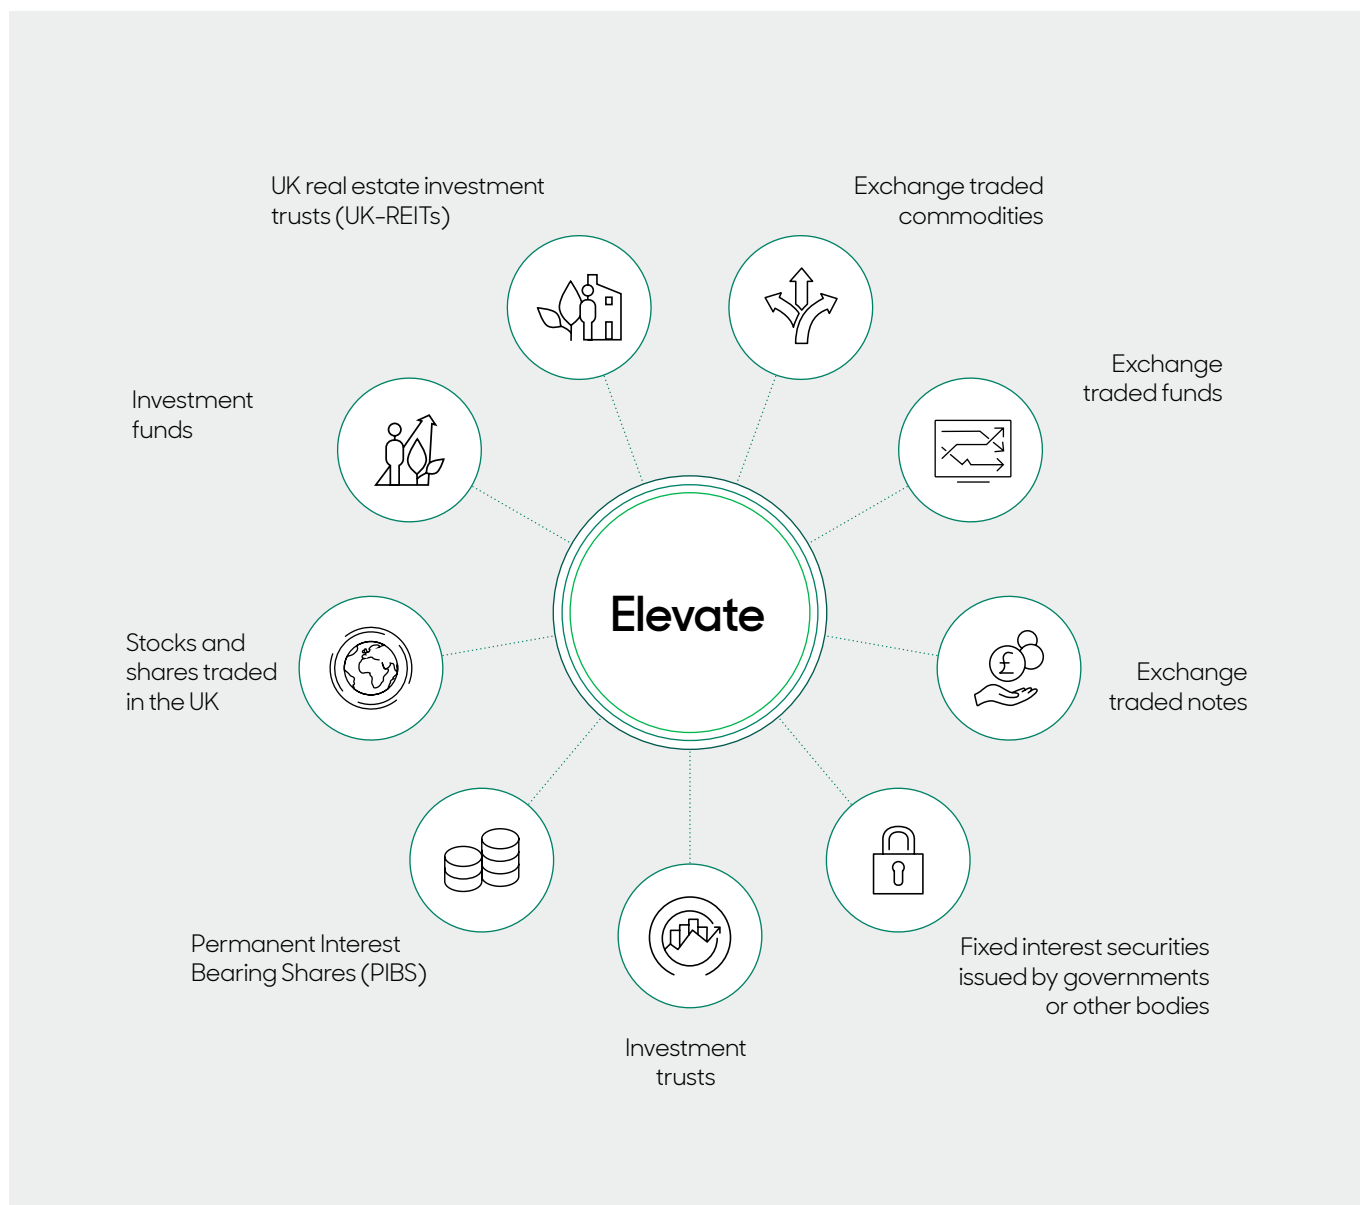 UK real estate investment
trusts (UK-REITs)
Exchange traded
commodities
Exchange
traded funds
Investment
funds
Elevate
Stocks and
shares traded
in the UK
£
Exchange
traded notes
Permanent Interest
Bearing Shares (PIBS)
Fixed interest securities
issued by governments
or other bodies
Investment
trusts